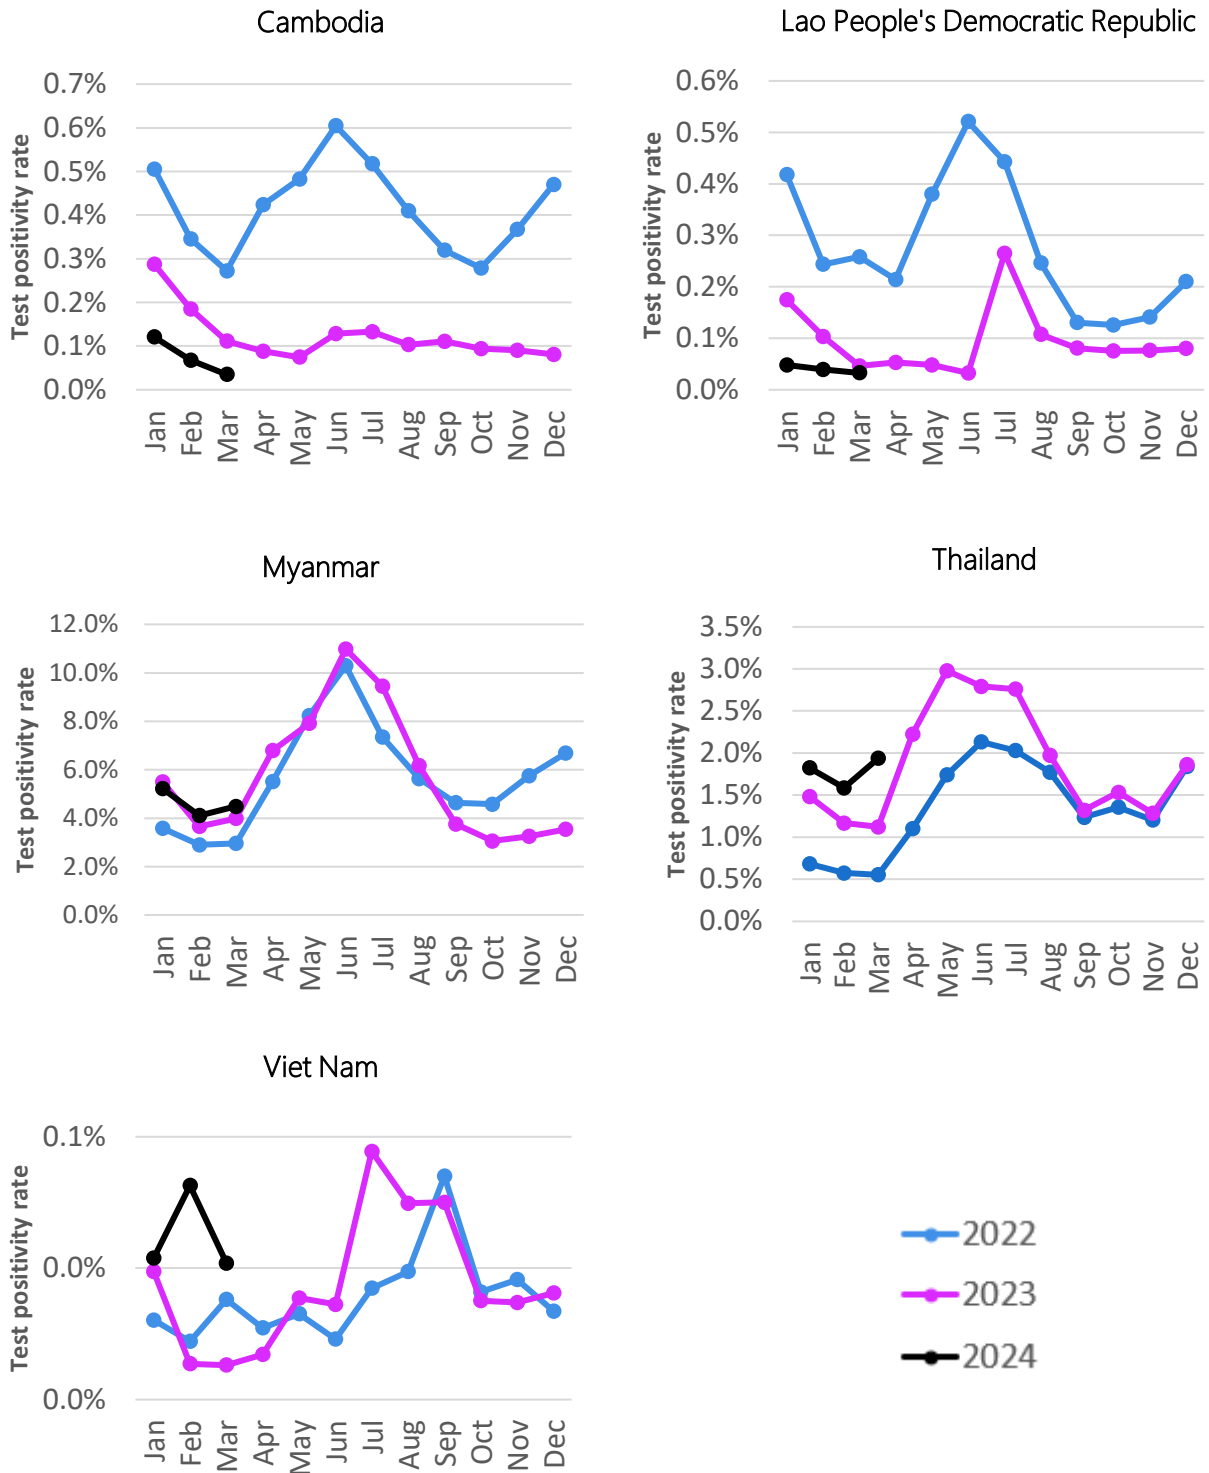 Cambodia
Test positivity rate
0.7%
0.6%
0.5%
0.4%
0.3%
0.2%
0.1%
0.0%
Jan Feb Mar Apr May Jun Jul Aug Sep Oct Nov Dec
Lao People's Democratic Republic
Test positivity rate
0.6%
0.5%
0.4%
0.3%
0.2%
0.1%
0.0%
Jan Feb Mar Apr May Jun Jul Aug Sep Oct Nov Dec
Myanmar
Test positivity rate
12.0%
10.0%
8.0%
6.0%
4.0%
2.0%
0.0%
Jan Feb Mar Apr May Jun Jul Aug Sep Oct Nov Dec
Thailand
Test positivity rate
3.5%
3.0%
2.5%
2.0%
1.5%
1.0%
0.5%
0.0%
Jan Feb Mar Apr May Jun Jul Aug Sep Oct Nov Dec
Viet Nam
Test positivity rate
0.1%
0.0%
0.0%
Jan Feb Mar Apr May Jun Jul Aug Sep Oct Nov Dec
2022
2023
2024